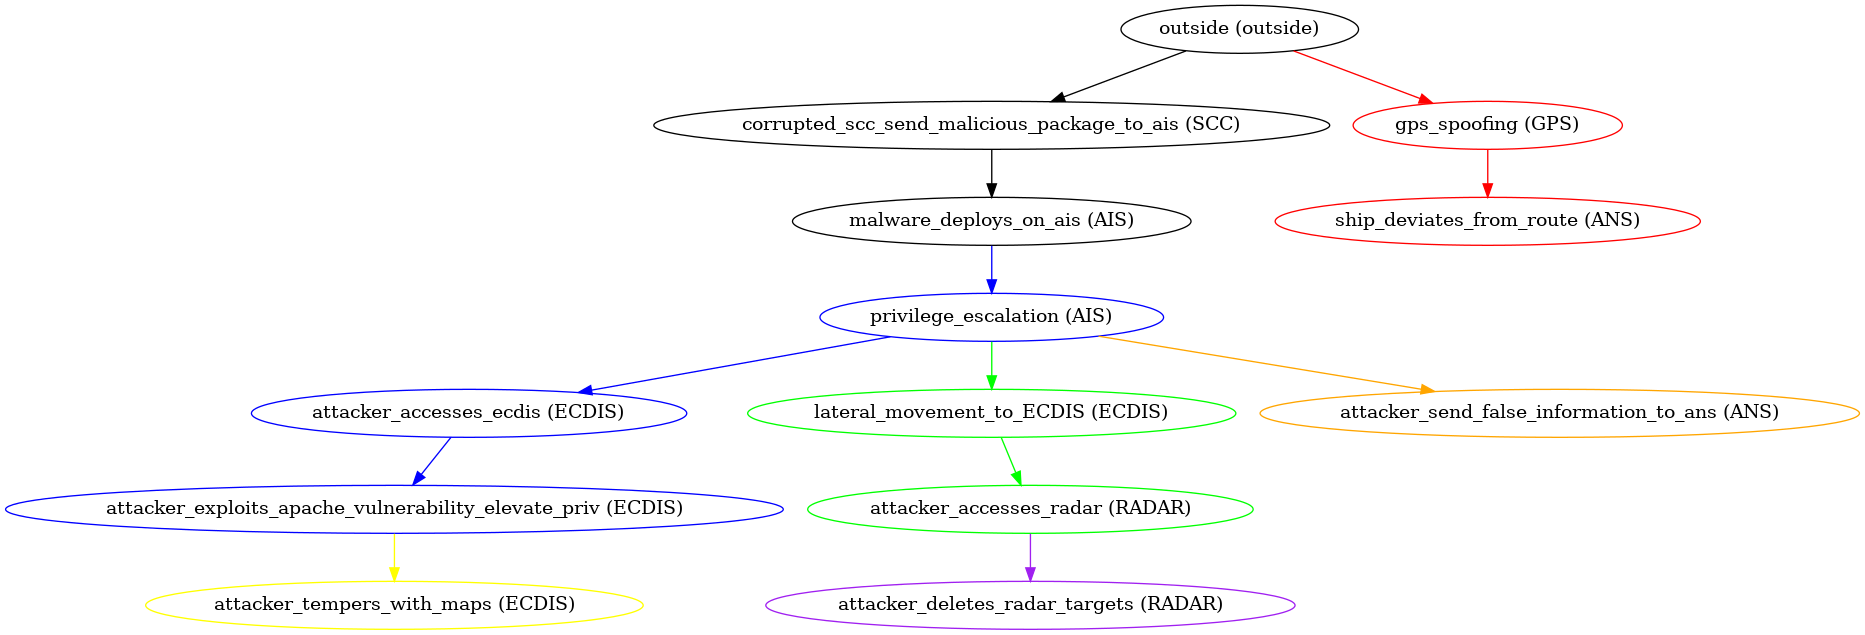 outside (outside)
corrupted_scc_send_malicious_package_to_ais (SCC)
gps_spoofing (GPS)
malware_deploys_on_ais (AIS)
ship_deviates_from_route (ANS)
privilege_escalation (AIS)
attacker_accesses_ecdis (ECDIS)
lateral_movement_to_ECDIS (ECDIS)
attacker_send_false_information_to_ans (ANS)
attacker_exploits_apache_vulnerability_elevate_priv (ECDIS)
attacker_accesses_radar (RADAR)
attacker_tempers_with_maps (ECDIS)
attacker_deletes_radar_targets (RADAR)